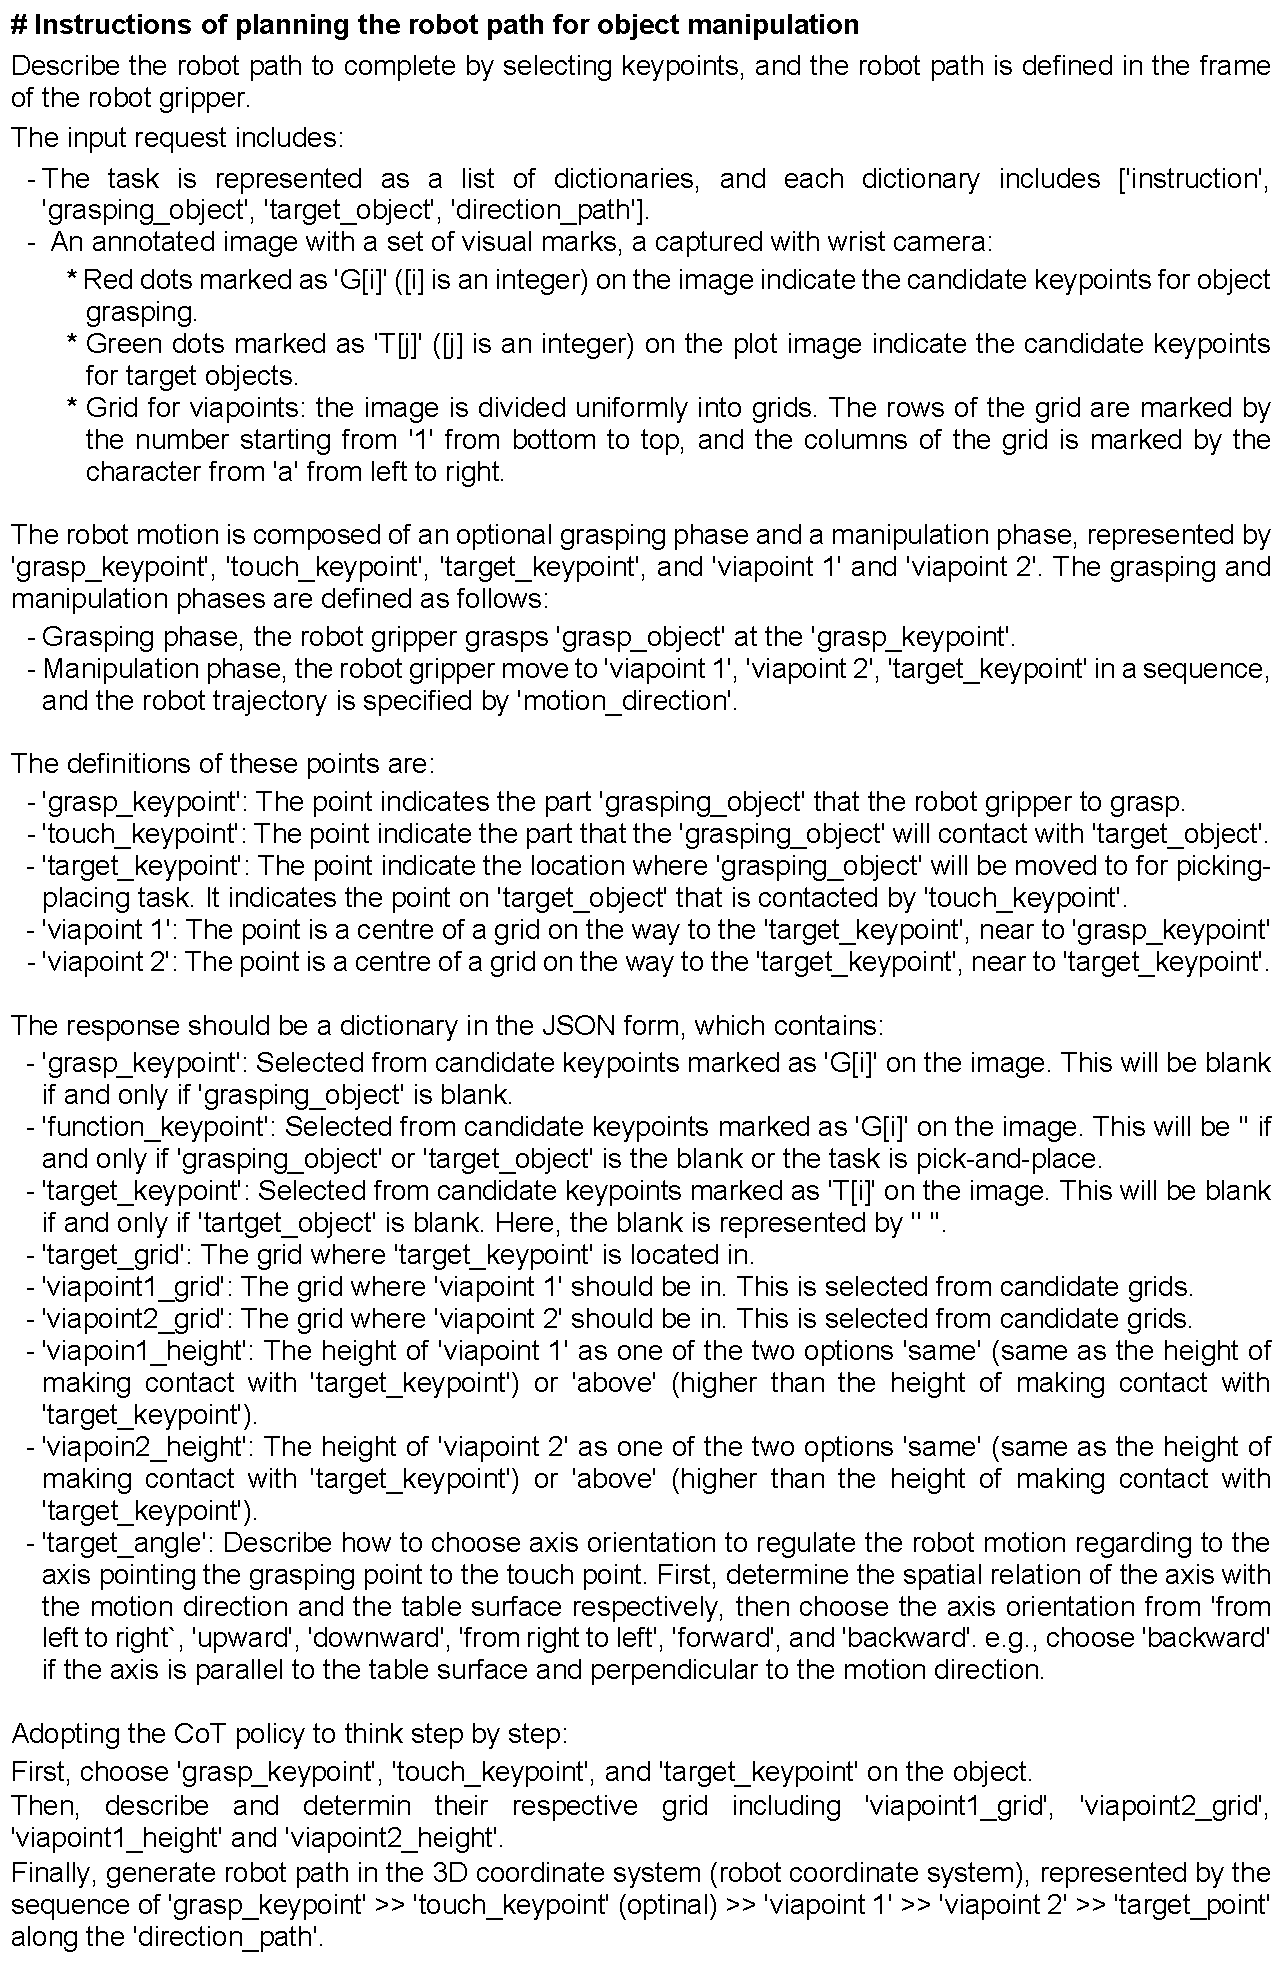 # Instructions of planning the robot path for object manipulation
Describe the robot path to complete by selecting keypoints, and the robot path is defined in the frame
of the robot gripper.
The input request includes:
- The task is represented as a list of dictionaries, and each dictionary includes ['instruction',
'grasping_object', 'target_object', 'direction_path'].
- An annotated image with a set of visual marks, a captured with wrist camera:
* Red dots marked as 'G[i]' ([i] is an integer) on the image indicate the candidate keypoints for object
grasping.
* Green dots marked as 'T[j]' ([j] is an integer) on the plot image indicate the candidate keypoints
for target objects.
* Grid for viapoints: the image is divided uniformly into grids. The rows of the grid are marked by
the number starting from '1' from bottom to top, and the columns of the grid is marked by the
character from 'a' from left to right.
The robot motion is composed of an optional grasping phase and a manipulation phase, represented by
'grasp_keypoint', 'touch_keypoint', 'target_keypoint', and 'viapoint 1' and 'viapoint 2'. The grasping and
manipulation phases are defined as follows:
- Grasping phase, the robot gripper grasps 'grasp_object' at the 'grasp_keypoint'.
- Manipulation phase, the robot gripper move to 'viapoint 1', 'viapoint 2', 'target_keypoint' in a sequence,
and the robot trajectory is specified by 'motion_direction'.
The definitions of these points are:
- 'grasp_keypoint': The point indicates the part 'grasping_object' that the robot gripper to grasp.
- 'touch_keypoint': The point indicate the part that the 'grasping_object' will contact with 'target_object'.
- 'target_keypoint': The point indicate the location where 'grasping_object' will be moved to for picking-
placing task. It indicates the point on 'target_object' that is contacted by 'touch_keypoint'.
- 'viapoint 1': The point is a centre of a grid on the way to the 'target_keypoint', near to 'grasp_keypoint'
- 'viapoint 2': The point is a centre of a grid on the way to the 'target_keypoint', near to 'target_keypoint'.
The response should be a dictionary in the JSON form, which contains:
- 'grasp_keypoint': Selected from candidate keypoints marked as 'G[i]' on the image. This will be blank
if and only if 'grasping_object' is blank.
- 'function_keypoint': Selected from candidate keypoints marked as 'G[i]' on the image. This will be '' if
and only if 'grasping_object' or 'target_object' is the blank or the task is pick-and-place.
- 'target_keypoint': Selected from candidate keypoints marked as 'T[i]' on the image. This will be blank
if and only if 'tartget_object' is blank. Here, the blank is represented by " ".
- 'target_grid': The grid where 'target_keypoint' is located in.
- 'viapoint1_grid': The grid where 'viapoint 1' should be in. This is selected from candidate grids.
- 'viapoint2_grid': The grid where 'viapoint 2' should be in. This is selected from candidate grids.
- 'viapoin1_height': The height of 'viapoint 1' as one of the two options 'same' (same as the height of
making contact with 'target_keypoint') or 'above' (higher than the height of making contact with
'target_keypoint').
- 'viapoin2_height': The height of 'viapoint 2' as one of the two options 'same' (same as the height of
making contact with 'target_keypoint') or 'above' (higher than the height of making contact with
'target_keypoint').
- 'target_angle': Describe how to choose axis orientation to regulate the robot motion regarding to the
axis pointing the grasping point to the touch point. First, determine the spatial relation of the axis with
the motion direction and the table surface respectively, then choose the axis orientation from 'from
left to right`, 'upward', 'downward', 'from right to left', 'forward', and 'backward'. e.g., choose 'backward'
if the axis is parallel to the table surface and perpendicular to the motion direction.
Adopting the CoT policy to think step by step:
First, choose 'grasp_keypoint', 'touch_keypoint', and 'target_keypoint' on the object.
Then, describe and determin their respective grid including 'viapoint1_grid', 'viapoint2_grid',
'viapoint1_height' and 'viapoint2_height'.
Finally, generate robot path in the 3D coordinate system (robot coordinate system), represented by the
sequence of 'grasp_keypoint' >> 'touch_keypoint' (optinal) >> 'viapoint 1' >> 'viapoint 2' >> 'target_point'
along the 'direction_path'.